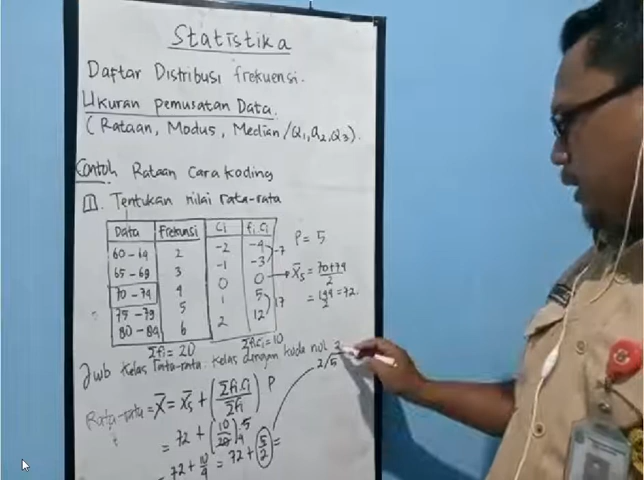 Statistika
Daftar Distribusi frekuensi.
Ukuran pemusatan Data.
(Rataan, Modus, Median/Q1,Q2,Q3).
Contoh Rataan Cara koding
1. Tentukan nilai rata-rata
Data Frekuensi Ci fi.Ci
60-64 2 -2 -4
65-69 3 -1 -3
70-74 4 0 0
75-79 5 1 5
80-84 6 2 12
-7
17
Σfi = 20 Σfi.Ci = 10
P = 5
X̄s = 70+74
2
= 144 = 72.
2
Jwb Kelas rata-rata: Kelas dengan kode nol
Rata-rata = X̄ = X̄s + (Σfi.Ci / Σfi) P
= 72 + (10/20) .5
= 72 + 10/4 = 72 + 5/2 =
2
2√5